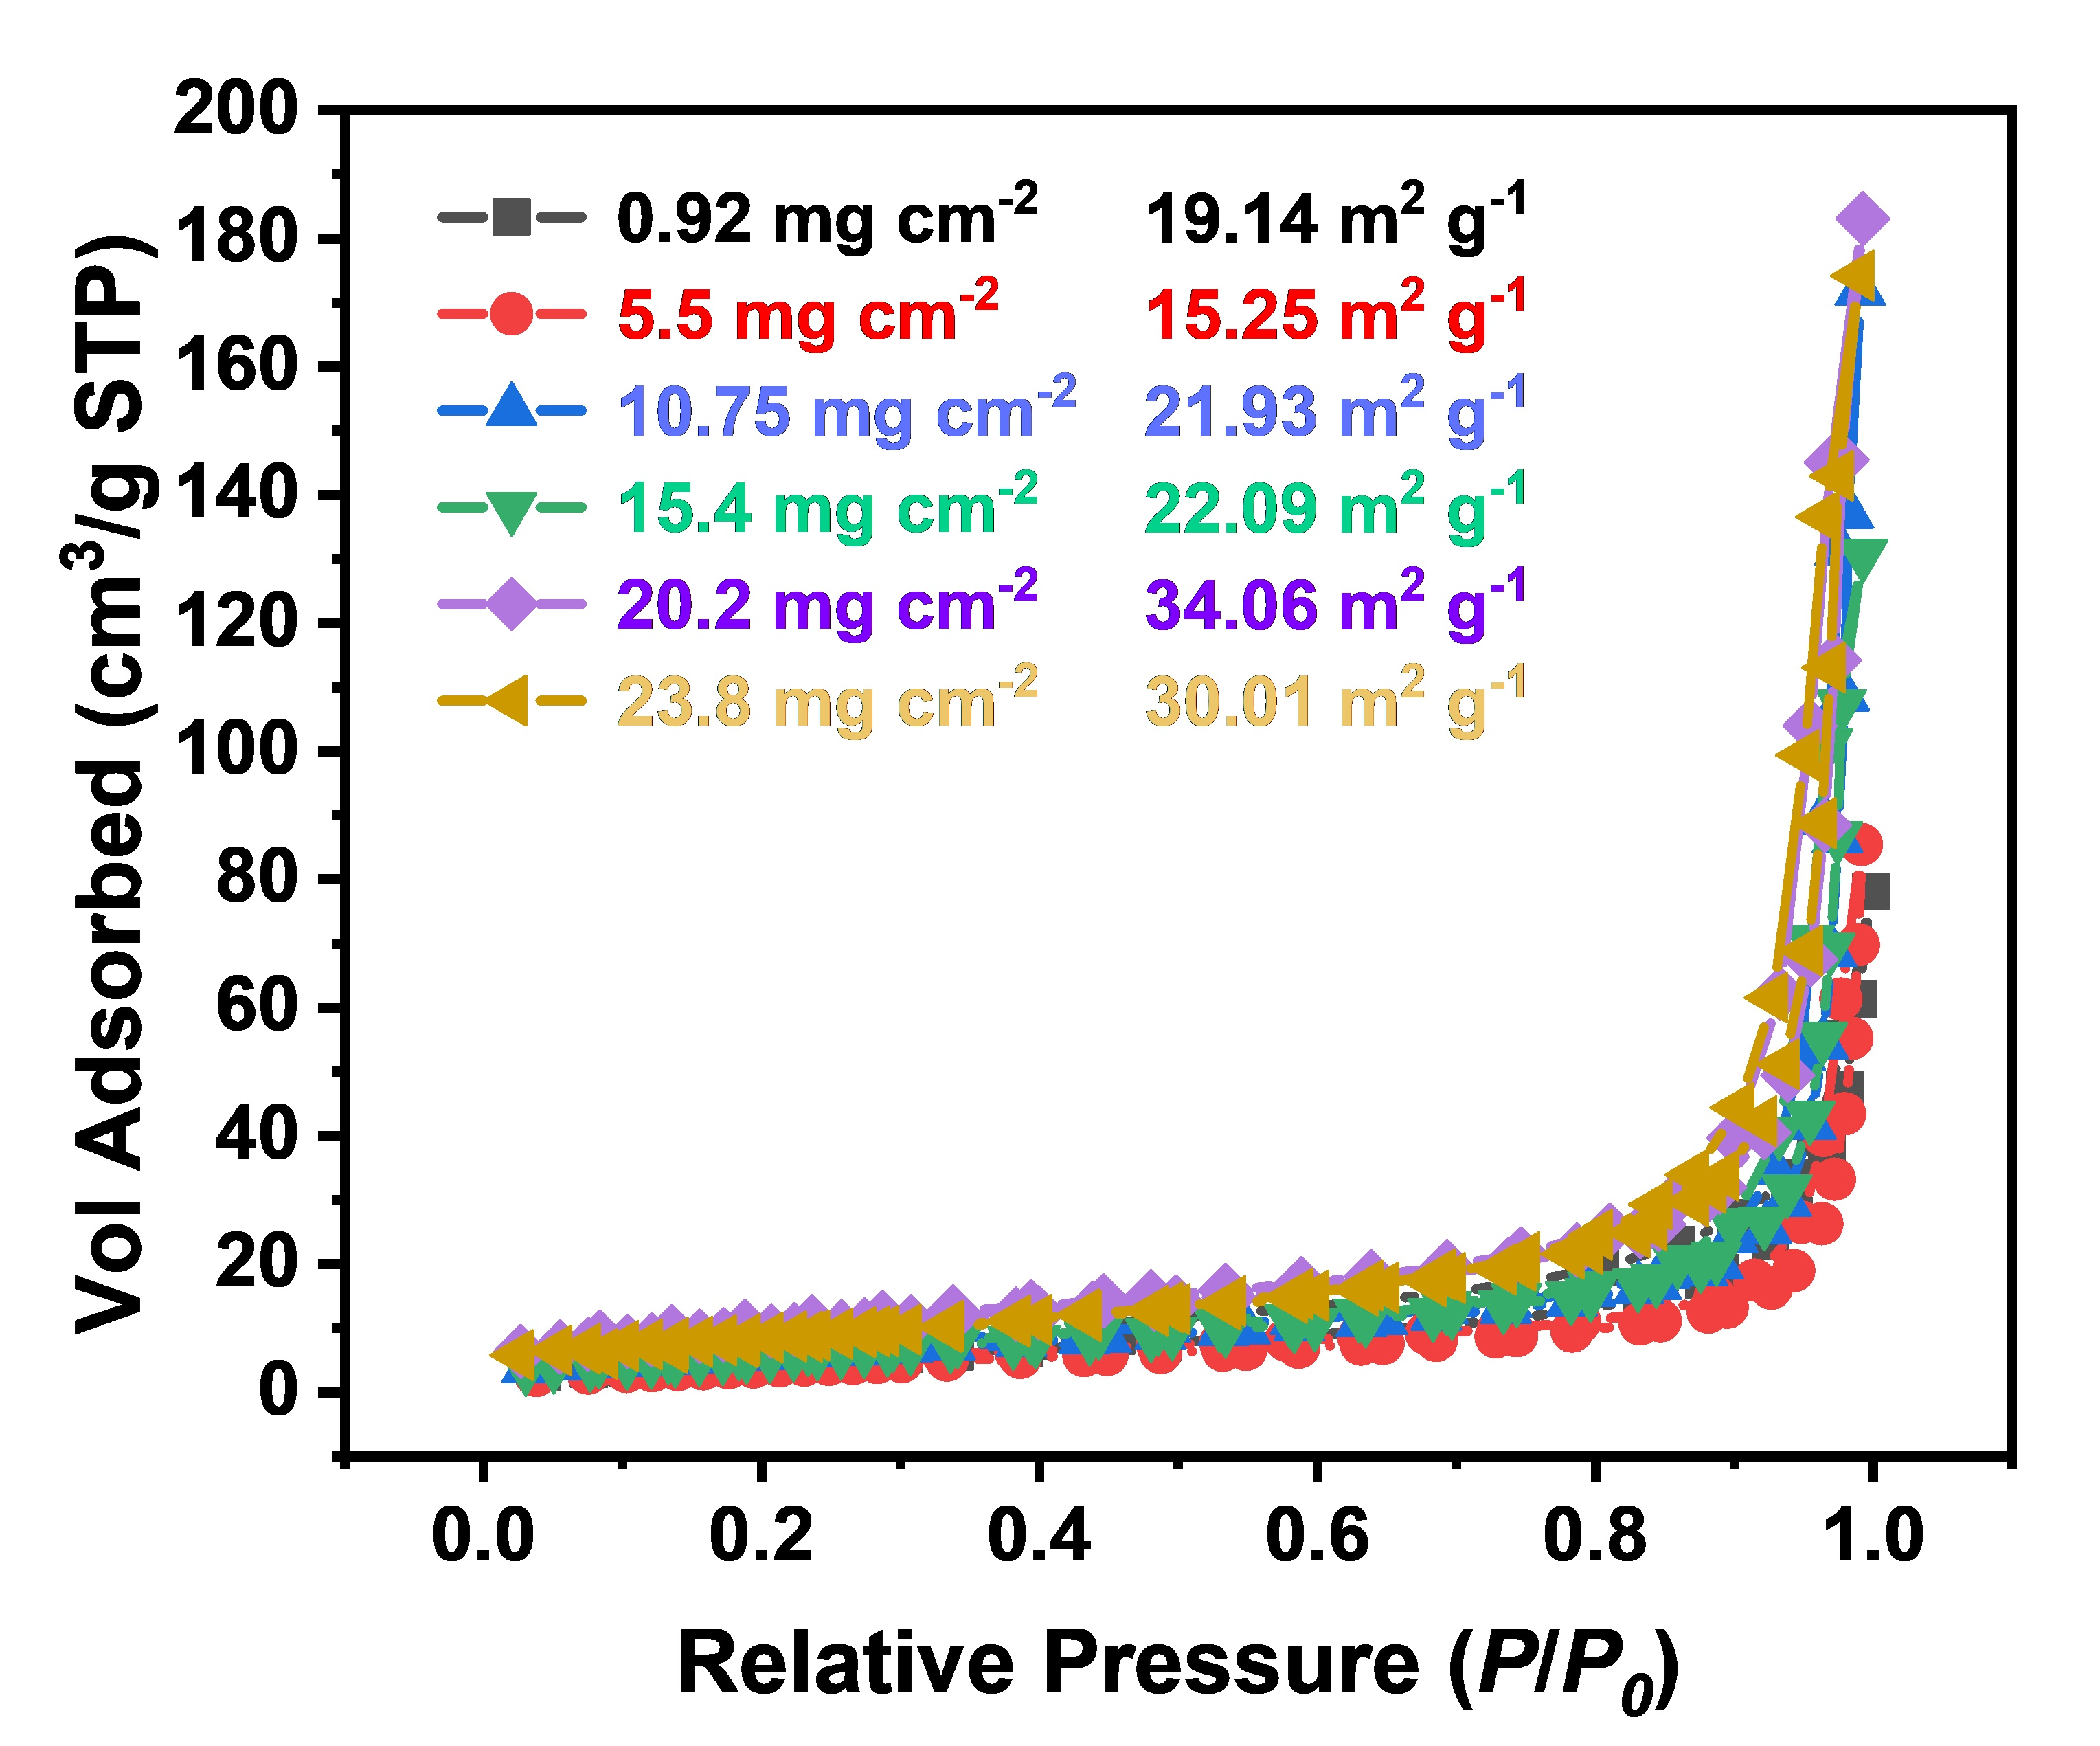 200
180
160
140
120
100
80
60
40
20
0
Vol Adsorbed (cm³/g STP)
0.92 mg cm⁻² 19.14 m² g⁻¹
5.5 mg cm⁻² 15.25 m² g⁻¹
10.75 mg cm⁻² 21.93 m² g⁻¹
15.4 mg cm⁻² 22.09 m² g⁻¹
20.2 mg cm⁻² 34.06 m² g⁻¹
23.8 mg cm⁻² 30.01 m² g⁻¹
0.0 0.2 0.4 0.6 0.8 1.0
Relative Pressure (P/P₀)